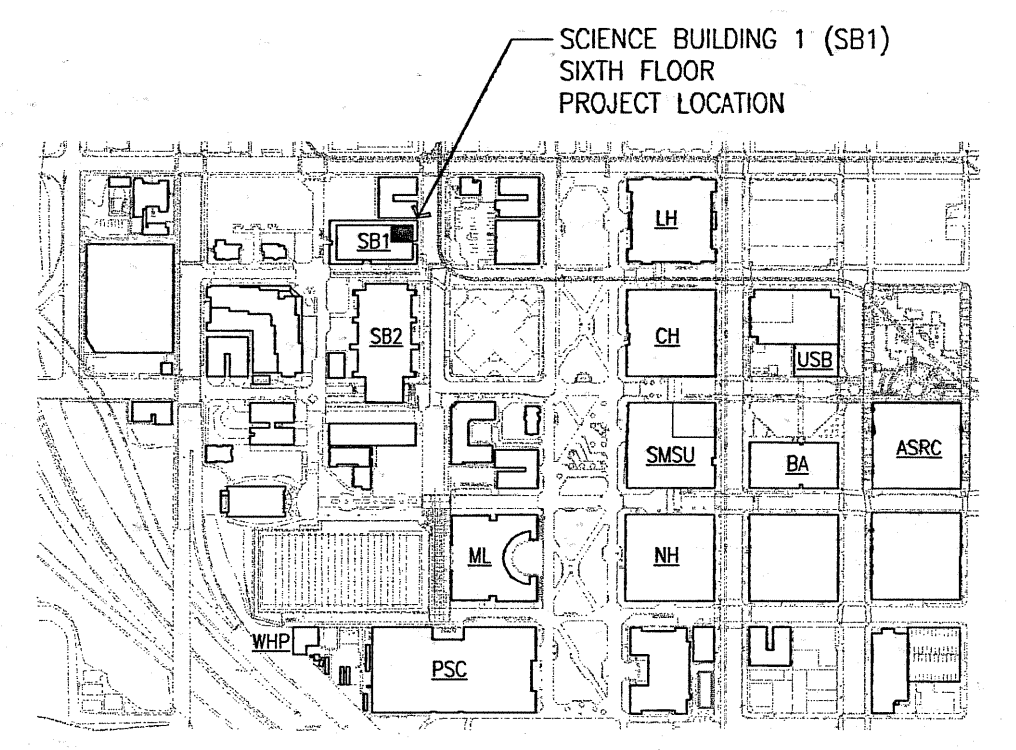 SCIENCE BUILDING 1 (SB1)
SIXTH FLOOR
PROJECT LOCATION
LH
SB1
SB2
CH
USB
SMSU
BA
ASRC
ML
NH
WHP
PSC